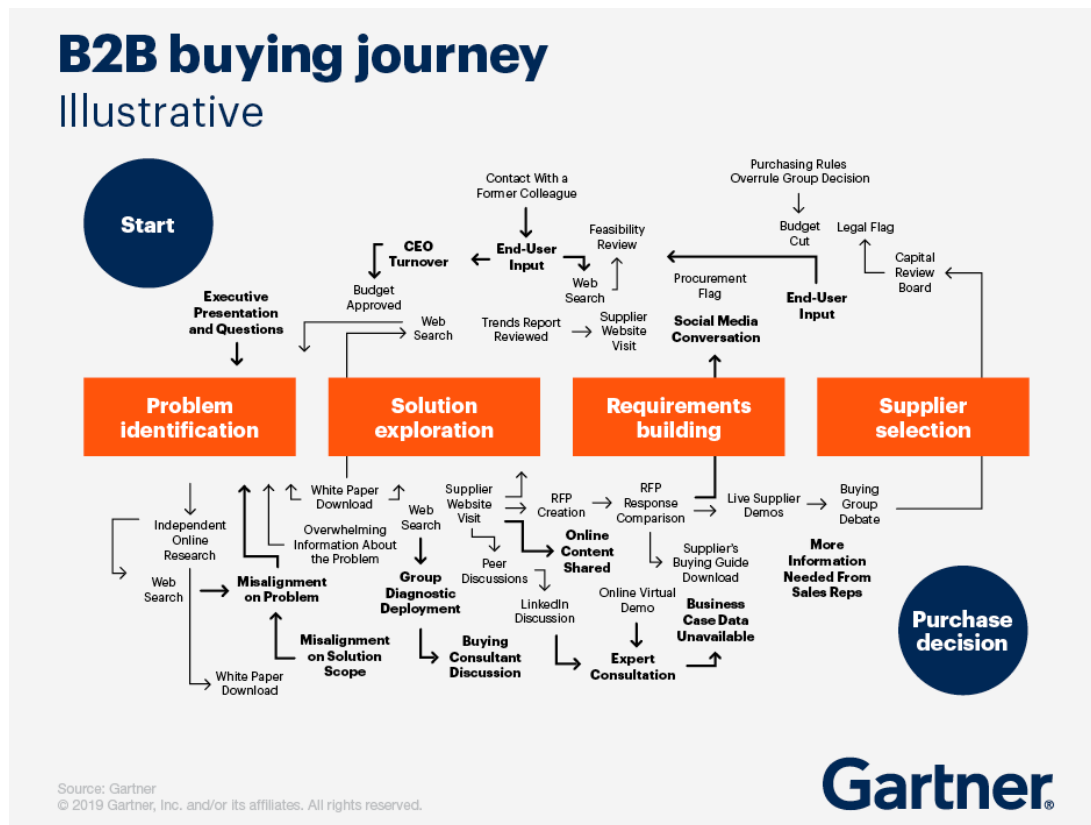 B2B buying journey
Illustrative
Start
Contact With a
Former Colleague
Purchasing Rules
Overrule Group Decision
CEO
Turnover
End-User
Input
Feasibility
Review
Budget
Cut
Legal Flag
Capital
Review
Board
Budget
Approved
Web
Search
Procurement
Flag
End-User
Input
Executive
Presentation
and Questions
Web
Search
Trends Report
Reviewed
Supplier
Website
Visit
Social Media
Conversation
Problem
identification
Solution
exploration
Requirements
building
Supplier
selection
Independent
Online
Research
White Paper
Download
Web
Search
Supplier
Website
Visit
RFP
Creation
RFP
Response
Comparison
Live Supplier
Demos
Buying
Group
Debate
Overwhelming
Information About
the Problem
Online
Content
Shared
Supplier's
Buying Guide
Download
More
Information
Needed From
Sales Reps
Web
Search
Misalignment
on Problem
Group
Diagnostic
Deployment
Peer
Discussions
LinkedIn
Discussion
Online Virtual
Demo
Business
Case Data
Unavailable
Purchase
decision
White Paper
Download
Misalignment
on Solution
Scope
Buying
Consultant
Discussion
Expert
Consultation
Source: Gartner
© 2019 Gartner, Inc. and/or its affiliates. All rights reserved.
Gartner®